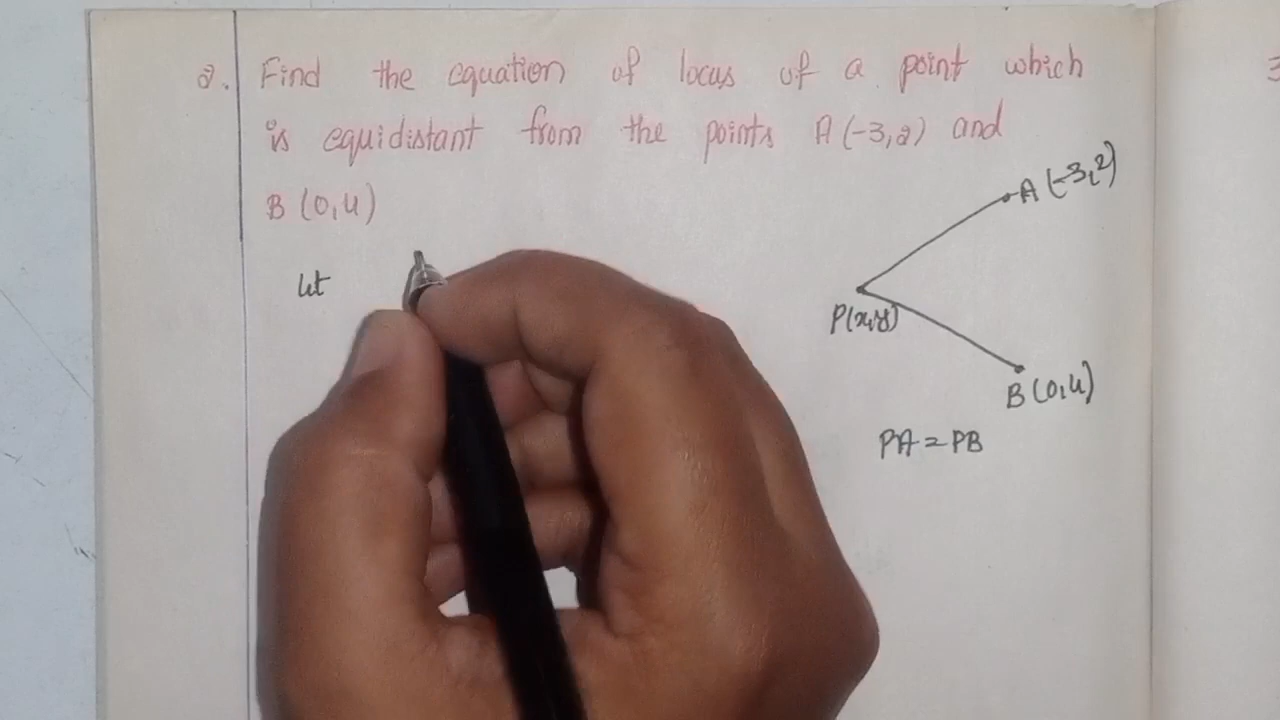 2. Find the equation of locus of a point which
is equidistant from the points A (-3,2) and
B (0,4)
A (-3,2)
let
P(x,y)
B (0,4)
PA = PB
3